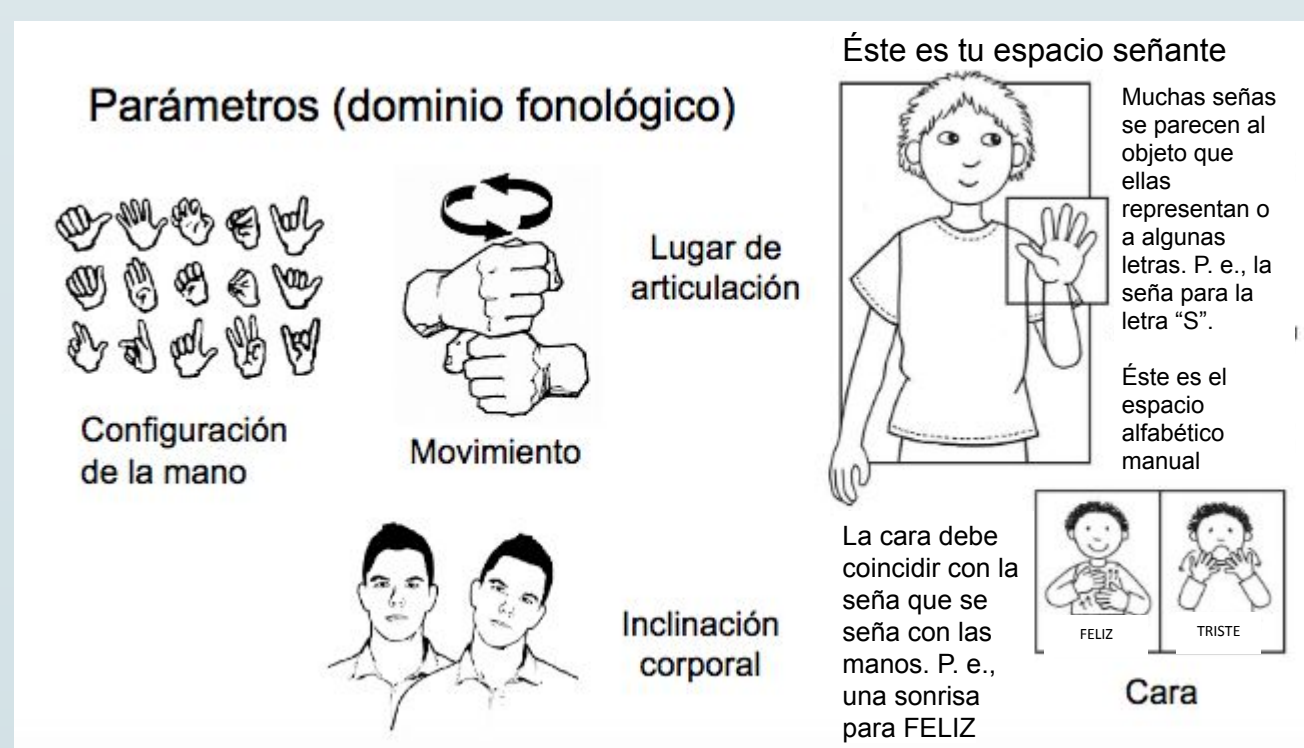 Parámetros (dominio fonológico)
Configuración
de la mano
Movimiento
Lugar de
articulación
Inclinación
corporal
Éste es tu espacio señante
Muchas señas
se parecen al
objeto que
ellas
representan o
a algunas
letras. P. e., la
seña para la
letra “S”.
Éste es el
espacio
alfabético
manual
La cara debe
coincidir con la
seña que se
seña con las
manos. P. e.,
una sonrisa
para FELIZ
FELIZ
TRISTE
Cara